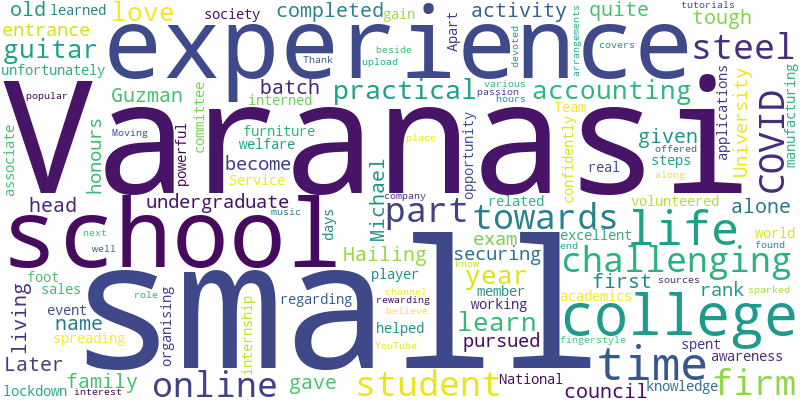 old learned love society completed gain activity quite tough tutorials
entrance guitar unfortunately popular experience Apart Thank beside upload devoted arrangements covers steel
Guzman interned batch practical various passion hours accounting Team
Varanasi
associate honours Moving committee powerful furniture welfare become Service place opportunity confidently given steps real offered along applications University COVID manufacturing
head undergraduate Michael company part related towards volunteered alone
school music days next well
Hailing exam securing excellent end life found world
small
living foot sales event name spreading Later organising role internship regarding player member helped channel rewarding believe YouTube know year working learn pursued challenging first academics rank sources sparked
college
fingerstyle time spent awareness
lockdown family interest online gave student National council knowledge firm